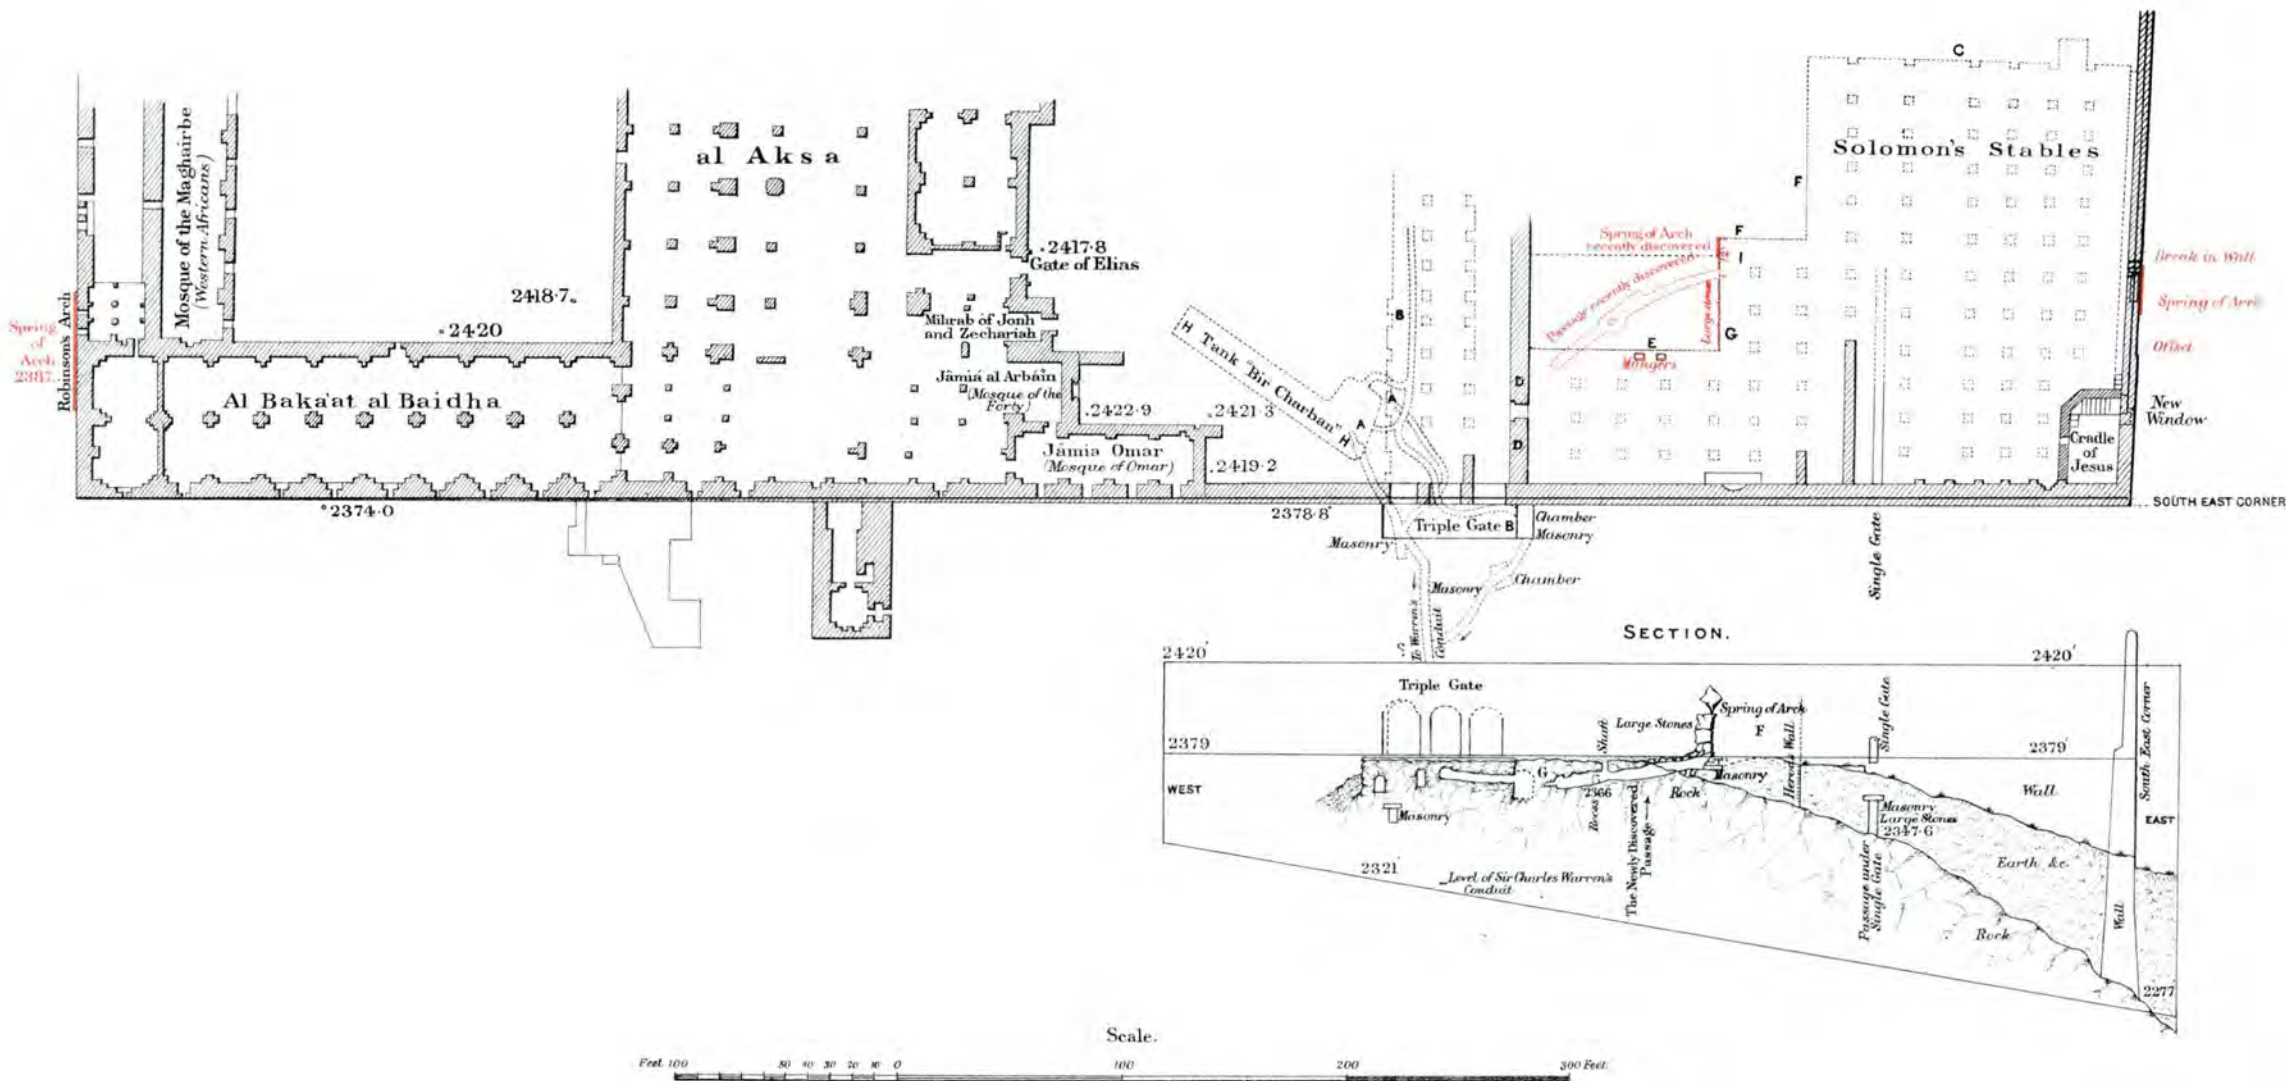 C
Mosque of the Maghairbe
(Western Africans)
al Aksa
Solomon's Stables
F
2417·8
Gate of Elias
Spring of Arch
recently discovered
F
I
Break in Wall
2418·7
Passage recently discovered
Spring of Arch
2420
Mihrab of Jonh
and Zechariah
H
Tank "Bir Charban"
H
B
Large stones
G
E
Mangers
Offset
Spring
of
Arch
2387
Robinson's Arch
Al Baka'at al Baidha
Jâmiá al Arbáin
(Mosque of the
Forty)
2422·9
2421·3
A
A
D
D
New
Window
Jâmia Omar
(Mosque of Omar)
2419·2
Cradle
of
Jesus
SOUTH EAST CORNER
2374·0
2378·8
Triple Gate
B
Chamber
Masonry
Masonry
Single Gate
Masonry
Chamber
To Warren's
Conduit
SECTION.
2420'
2420'
Triple Gate
Shaft
Large Stones
Spring of Arch
F
Herod's Wall
Single Gate
South East Corner
2379
2379'
WEST
G
2366
Recess
Masonry
Rock
Masonry
Wall
Masonry
Large Stones
2347·6
EAST
The Newly Discovered
Passage
2321'
Level of Sir Charles Warren's
Conduit
Passage under
Single Gate
Earth &c.
Rock
Wall
2277
Scale.
Feet 100
50
40
30
20
10
0
100
200
300 Feet.